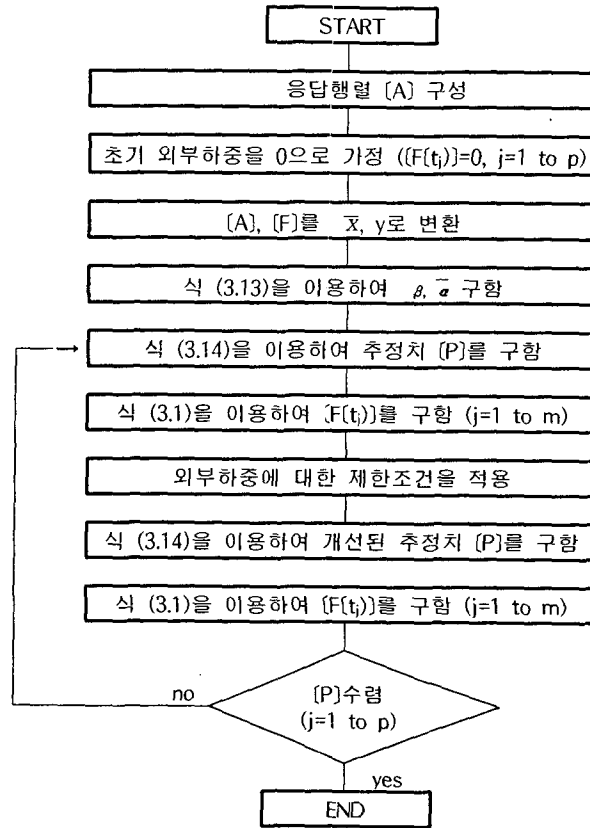 START
응답행렬 [A] 구성
초기 외부하중을 0으로 가정 ([F(tⱼ)]=0, j=1 to p)
[A], [F]를 x̅, y로 변환
식 (3.13)을 이용하여 β, α̅ 구함
식 (3.14)을 이용하여 추정치 [P]를 구함
식 (3.1)을 이용하여 [F(tⱼ)]를 구함 (j=1 to m)
외부하중에 대한 제한조건을 적용
식 (3.14)을 이용하여 개선된 추정치 [P]를 구함
식 (3.1)을 이용하여 [F(tⱼ)]를 구함 (j=1 to m)
no
[P]수렴
(j=1 to p)
yes
END